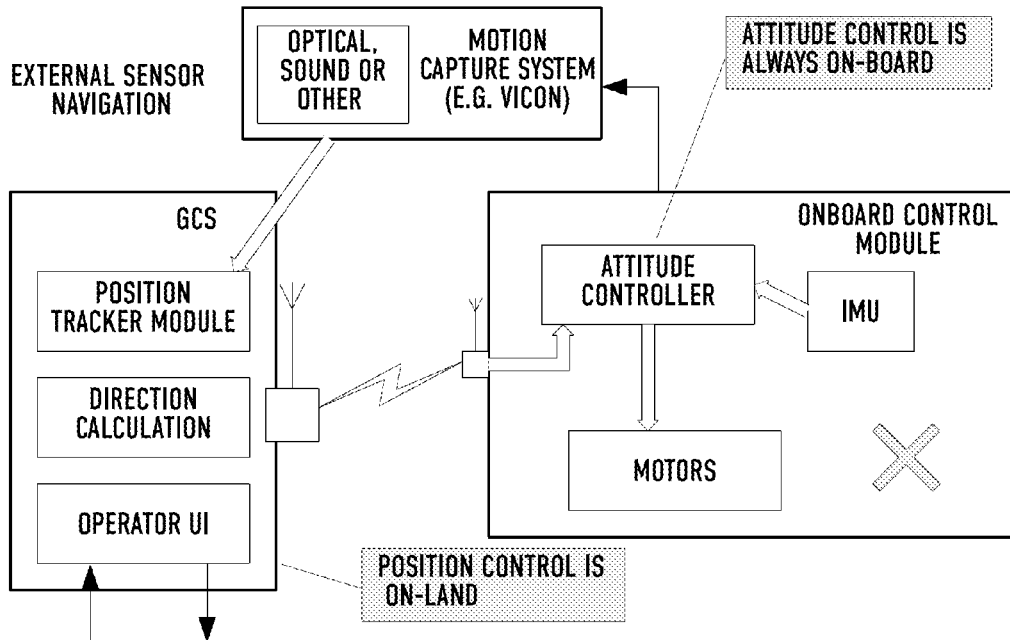 EXTERNAL SENSOR
NAVIGATION
OPTICAL,
SOUND OR
OTHER
MOTION
CAPTURE SYSTEM
(E.G. VICON)
ATTITUDE CONTROL IS
ALWAYS ON-BOARD
GCS
POSITION
TRACKER MODULE
DIRECTION
CALCULATION
OPERATOR UI
ONBOARD CONTROL
MODULE
ATTITUDE
CONTROLLER
IMU
MOTORS
POSITION CONTROL IS
ON-LAND